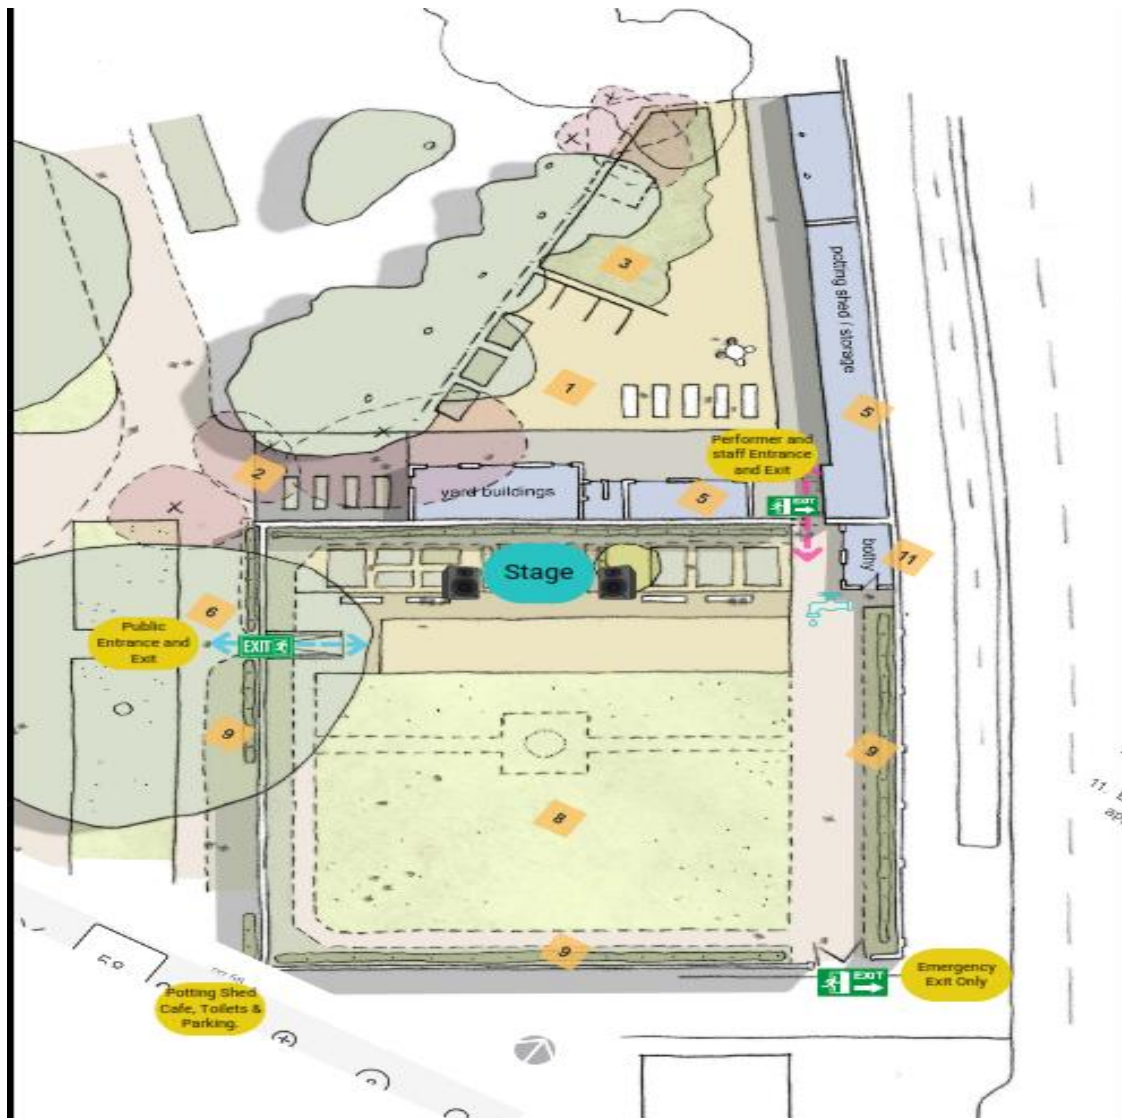 3
potting shed / storage
1
5
Performer and
staff Entrance
and Exit
2
yard buildings
5
EXIT
Stage
bothy
11
6
Public
Entrance and
Exit
EXIT
9
9
11.
8
9
EXIT
Emergency
Exit Only
Potting Shed
Cafe, Toilets &
Parking.